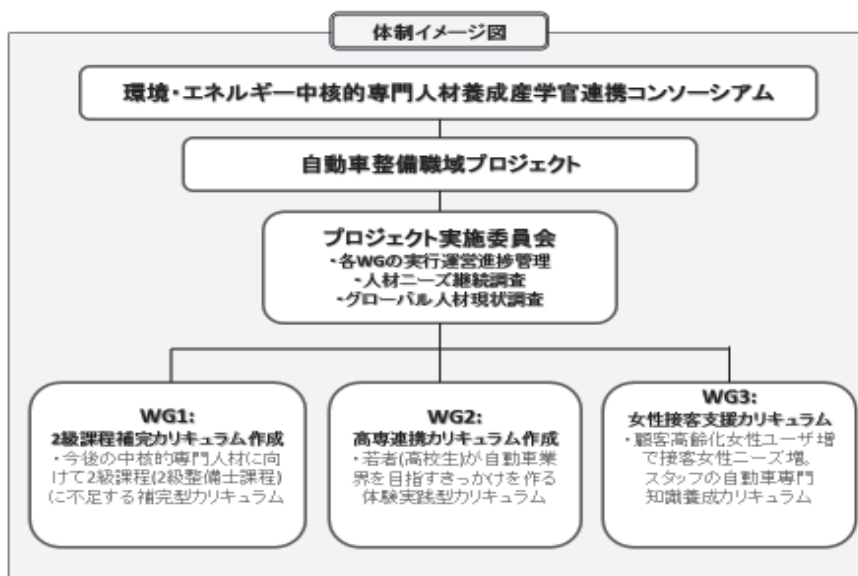 体制イメージ図
環境・エネルギー中核的専門人材養成産学官連携コンソーシアム
自動車整備職域プロジェクト
プロジェクト実施委員会
・各WGの実行運営進捗管理
・人材ニーズ継続調査
・グローバル人材現状調査
WG1:
2級課程補完カリキュラム作成
・今後の中核的専門人材に向
けて2級課程(2級整備士課程)
に不足する補完型カリキュラム
WG2:
高専連携カリキュラム作成
・若者(高校生)が自動車業
界を目指すきっかけを作る
体験実践型カリキュラム
WG3:
女性接客支援カリキュラム
・顧客高齢化女性ユーザ増
で接客女性ニーズ増。
スタッフの自動車専門
知識養成カリキュラム